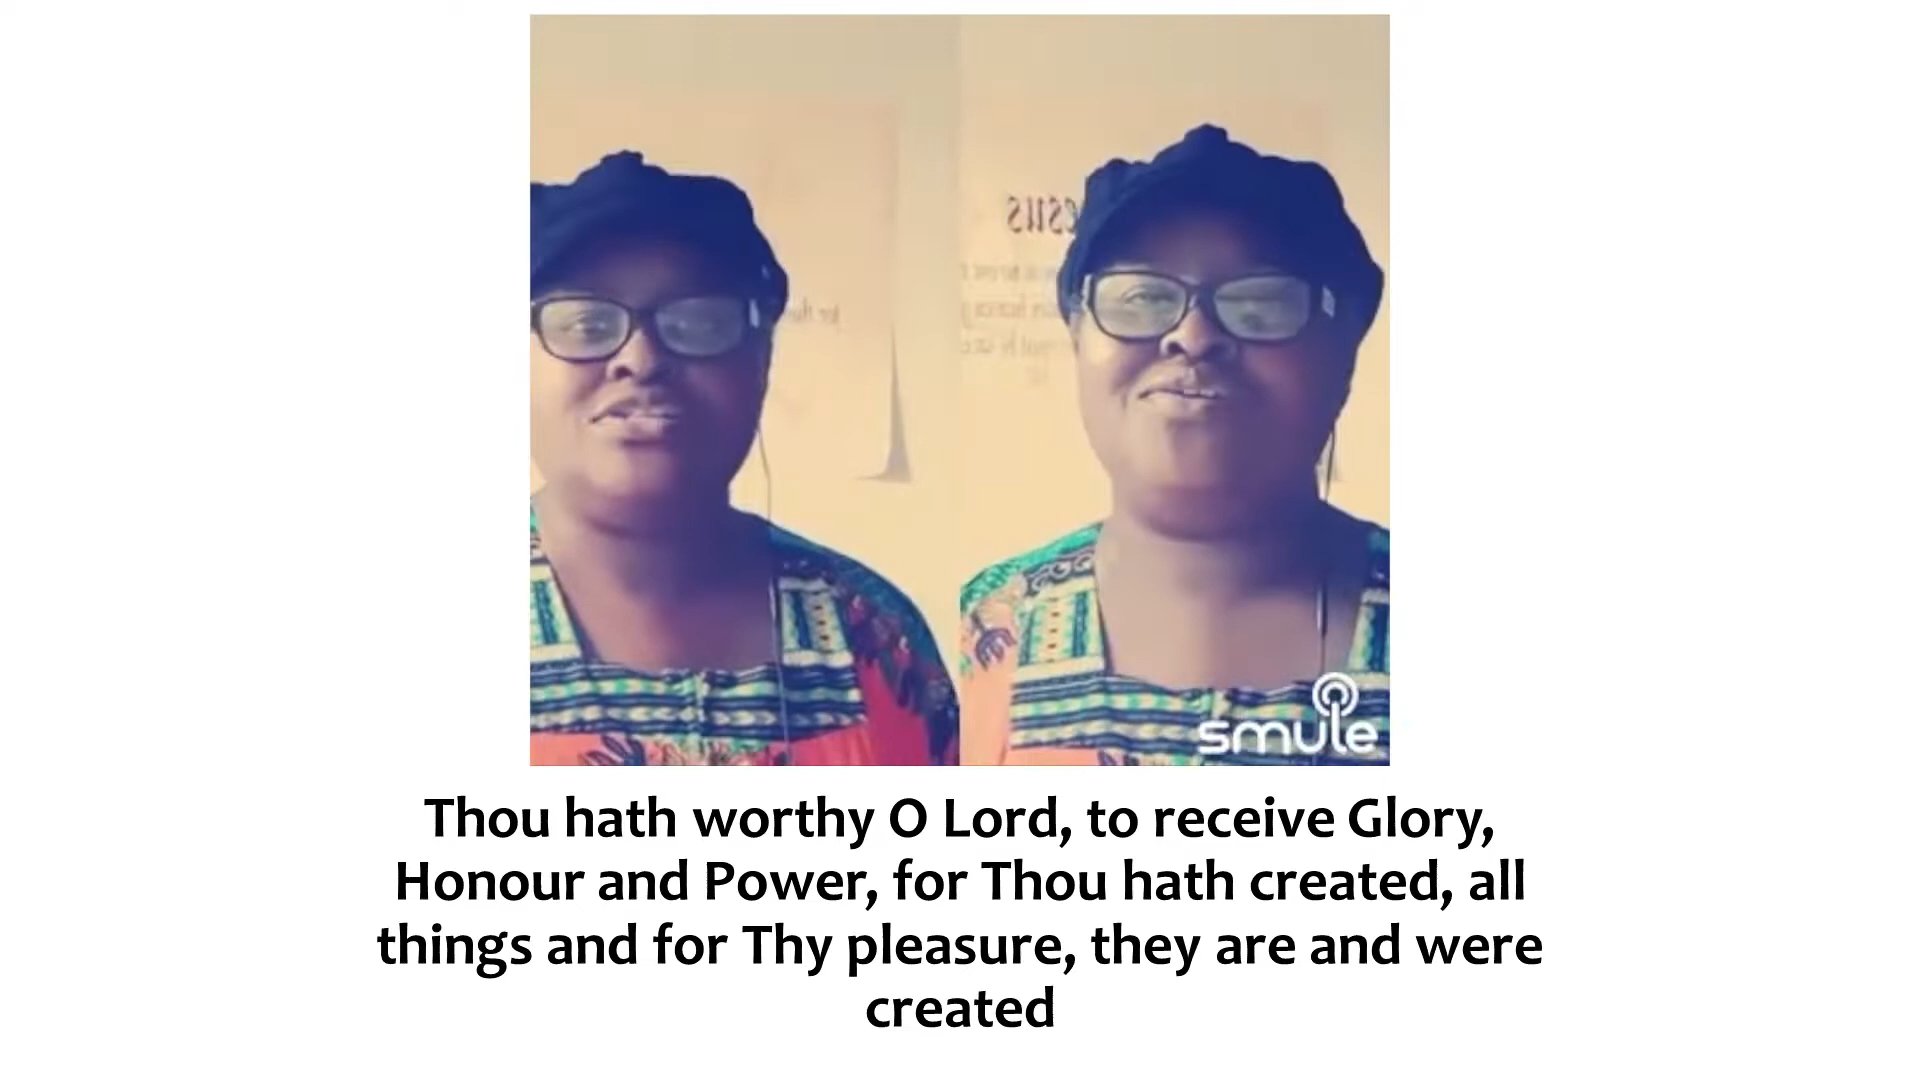 smule
Thou hath worthy O Lord, to receive Glory,
Honour and Power, for Thou hath created, all
things and for Thy pleasure, they are and were
created